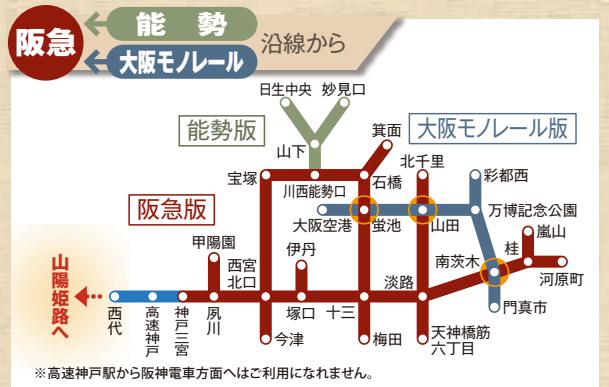 阪急
能勢
大阪モノレール
沿線から
日生中央 妙見口
能勢版
大阪モノレール版
箕面
山下
北千里
宝塚
川西能勢口
石橋
彩都西
阪急版
大阪空港
蛍池
山田
万博記念公園
嵐山
甲陽園
伊丹
南茨木
桂
西宮
北口
山陽姫路へ
淡路
河原町
西代
高速神戸
神戸三宮
夙川
塚口
十三
門真市
今津
梅田
天神橋筋
六丁目
※高速神戸駅から阪神電車方面へはご利用になれません。